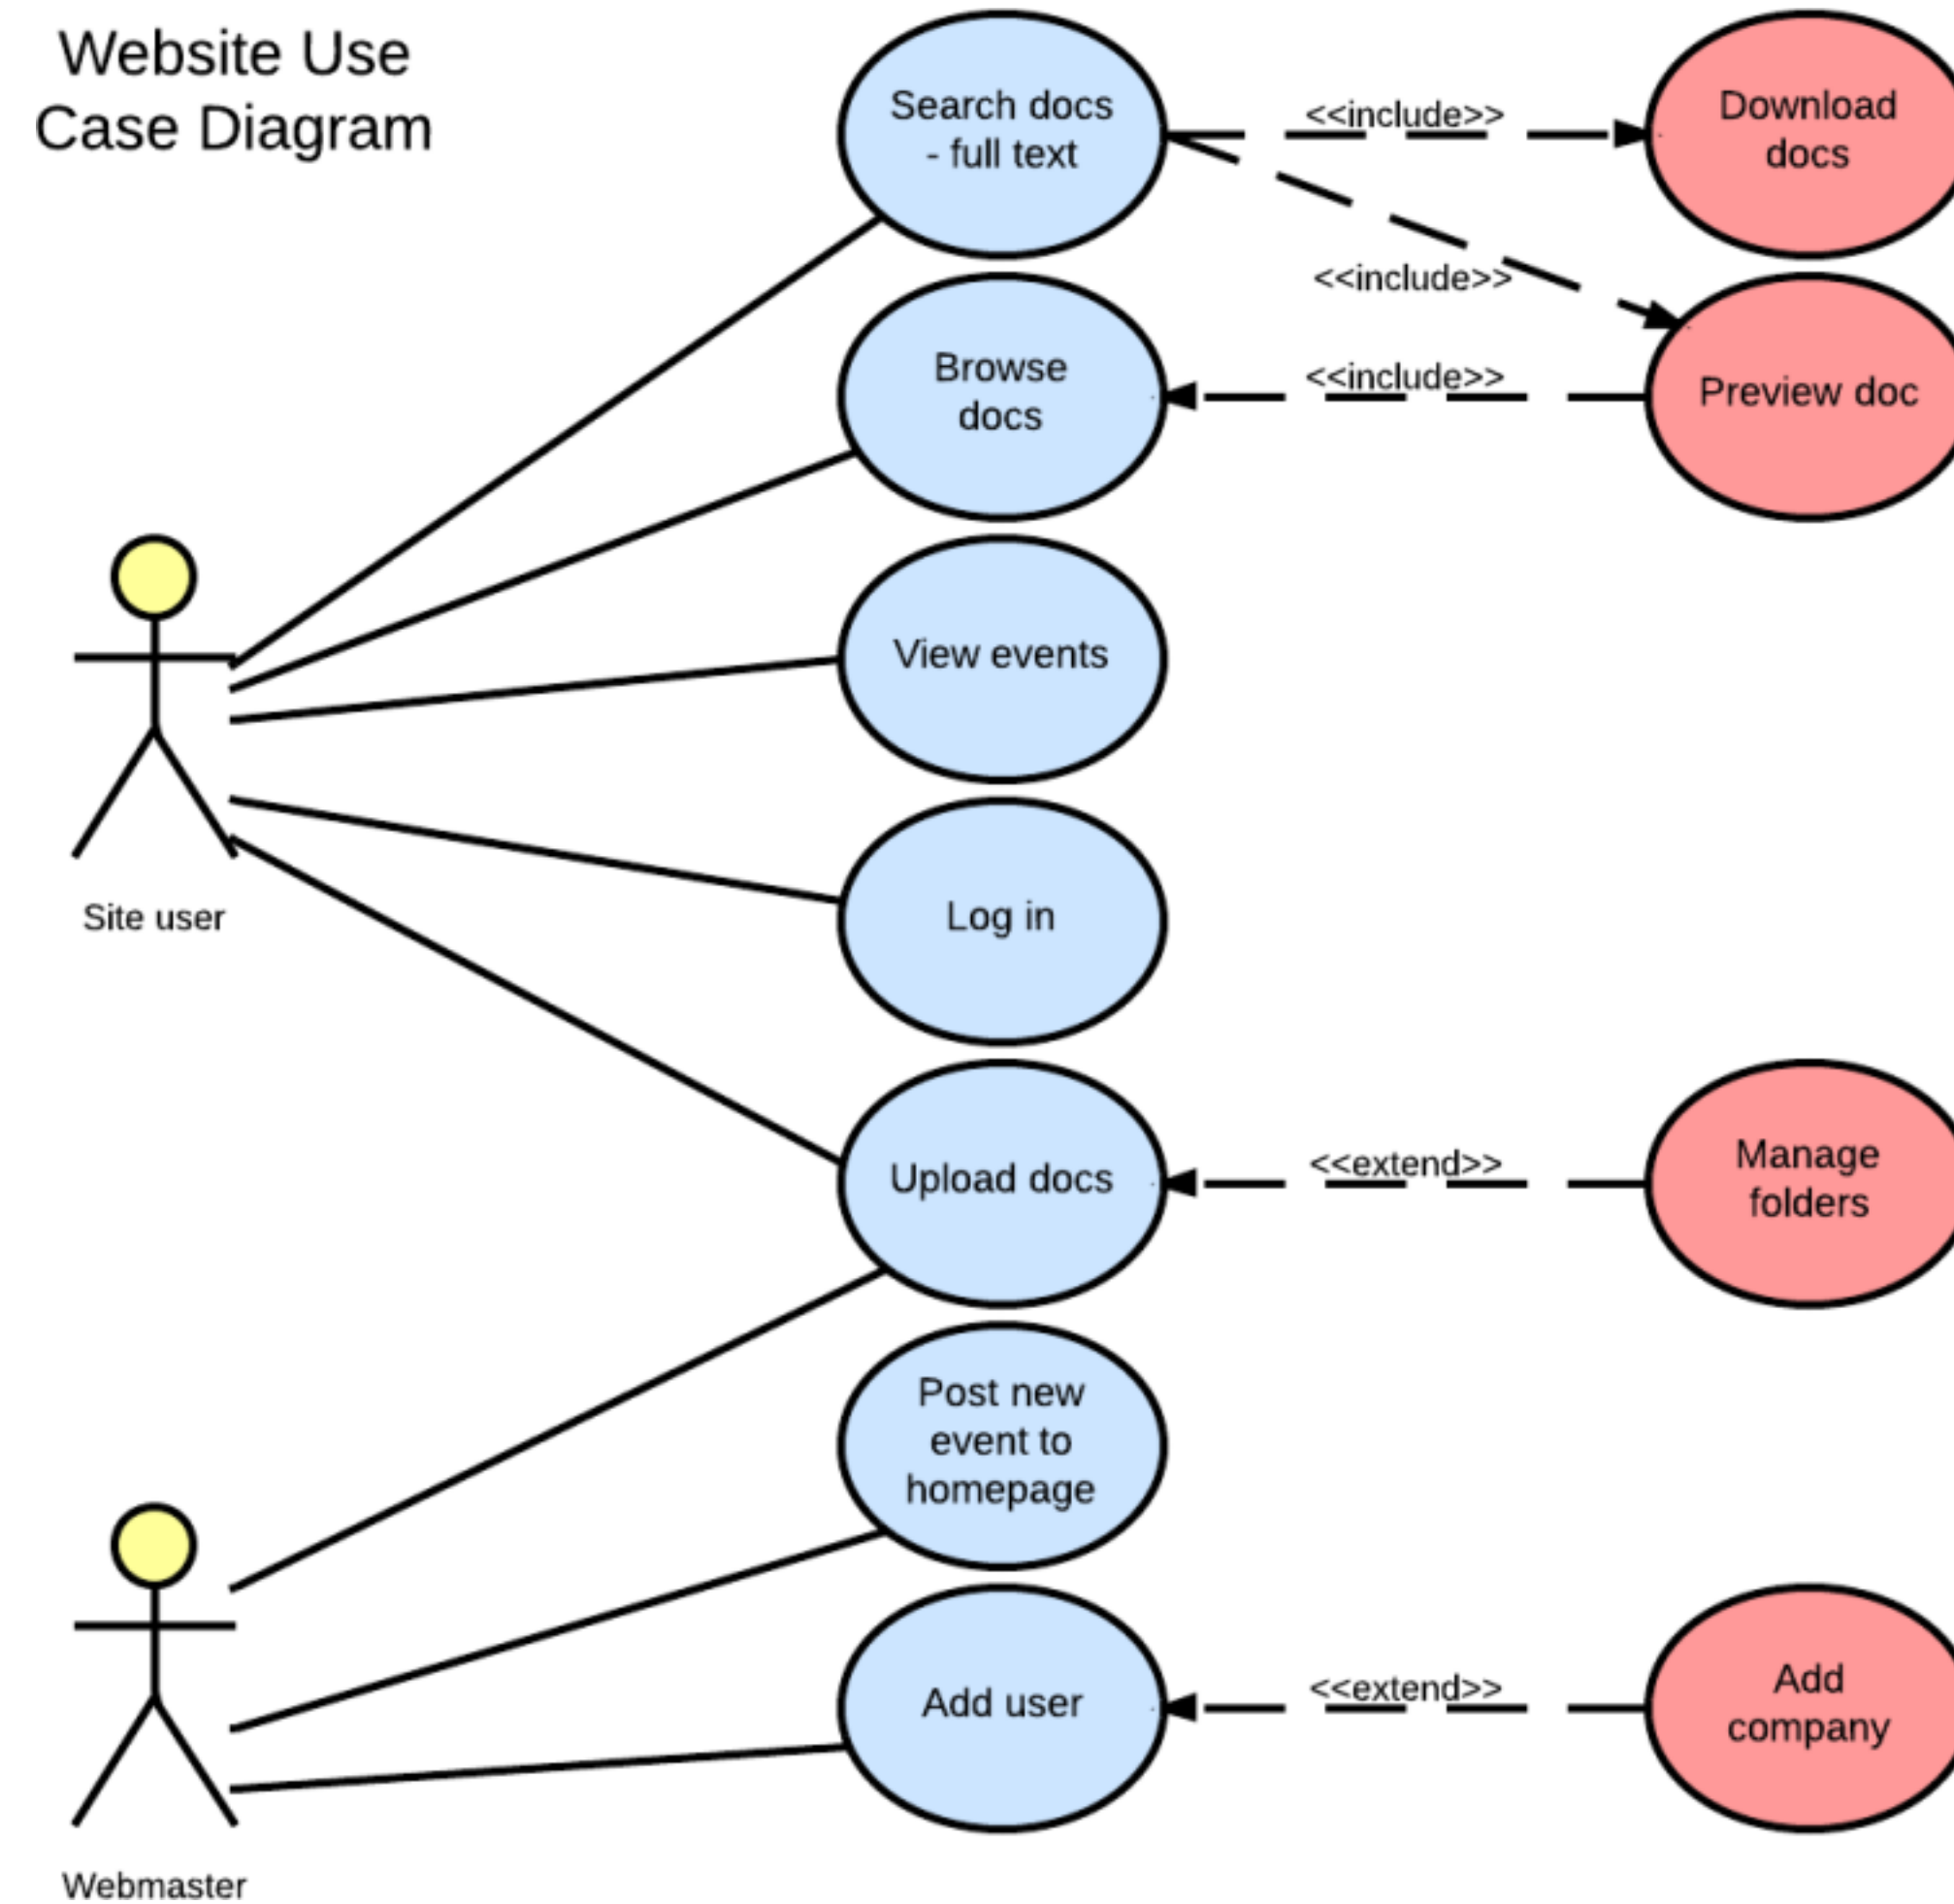 Website Use
Case Diagram
Search docs
- full text
<<include>>
Download
docs
<<include>>
Browse
docs
<<include>>
Preview doc
View events
Site user
Log in
Upload docs
<<extend>>
Manage
folders
Post new
event to
homepage
Add user
<<extend>>
Add
company
Webmaster